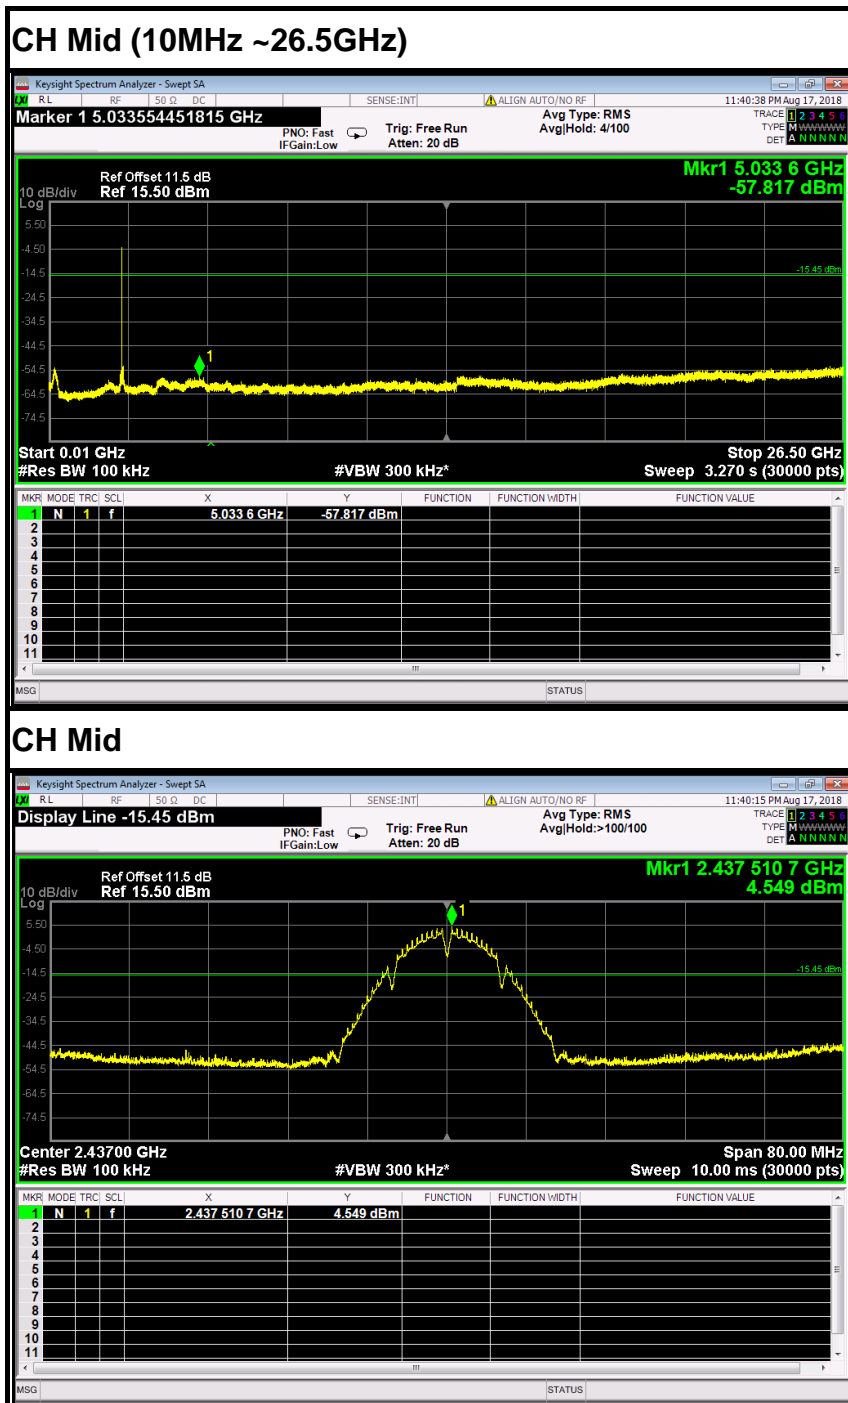 CH Mid (10MHz ~26.5GHz)
Keysight Spectrum Analyzer - Swept SA
LXI RL RF 50 Ω DC SENSE:INT ALIGN AUTO/NO RF 11:40:38 PM Aug 17, 2018
Marker 1 5.033554451815 GHz
PNO: Fast
IFGain:Low
Trig: Free Run
Atten: 20 dB
Avg Type: RMS
Avg|Hold: 4/100
TRACE 1 2 3 4 5 6
TYPE M WWWWW
DET A N N N N N
Mkr1 5.033 6 GHz
-57.817 dBm
Ref Offset 11.5 dB
10 dB/div Ref 15.50 dBm
Log
5.50
-4.50
-14.5
-15.45 dBm
-24.5
-34.5
-44.5
1
-54.5
-64.5
-74.5
Start 0.01 GHz Stop 26.50 GHz
#Res BW 100 kHz #VBW 300 kHz* Sweep 3.270 s (30000 pts)
MKR MODE TRC SCL X Y FUNCTION FUNCTION WIDTH FUNCTION VALUE
1 N 1 f 5.033 6 GHz -57.817 dBm
2
3
4
5
6
7
8
9
10
11
MSG STATUS
CH Mid
Keysight Spectrum Analyzer - Swept SA
LXI RL RF 50 Ω DC SENSE:INT ALIGN AUTO/NO RF 11:40:15 PM Aug 17, 2018
Display Line -15.45 dBm
PNO: Fast
IFGain:Low
Trig: Free Run
Atten: 20 dB
Avg Type: RMS
Avg|Hold:>100/100
TRACE 1 2 3 4 5 6
TYPE M WWWWW
DET A N N N N N
Mkr1 2.437 510 7 GHz
4.549 dBm
Ref Offset 11.5 dB
10 dB/div Ref 15.50 dBm
Log
1
5.50
-4.50
-14.5
-15.45 dBm
-24.5
-34.5
-44.5
-54.5
-64.5
-74.5
Center 2.43700 GHz Span 80.00 MHz
#Res BW 100 kHz #VBW 300 kHz* Sweep 10.00 ms (30000 pts)
MKR MODE TRC SCL X Y FUNCTION FUNCTION WIDTH FUNCTION VALUE
1 N 1 f 2.437 510 7 GHz 4.549 dBm
2
3
4
5
6
7
8
9
10
11
MSG STATUS